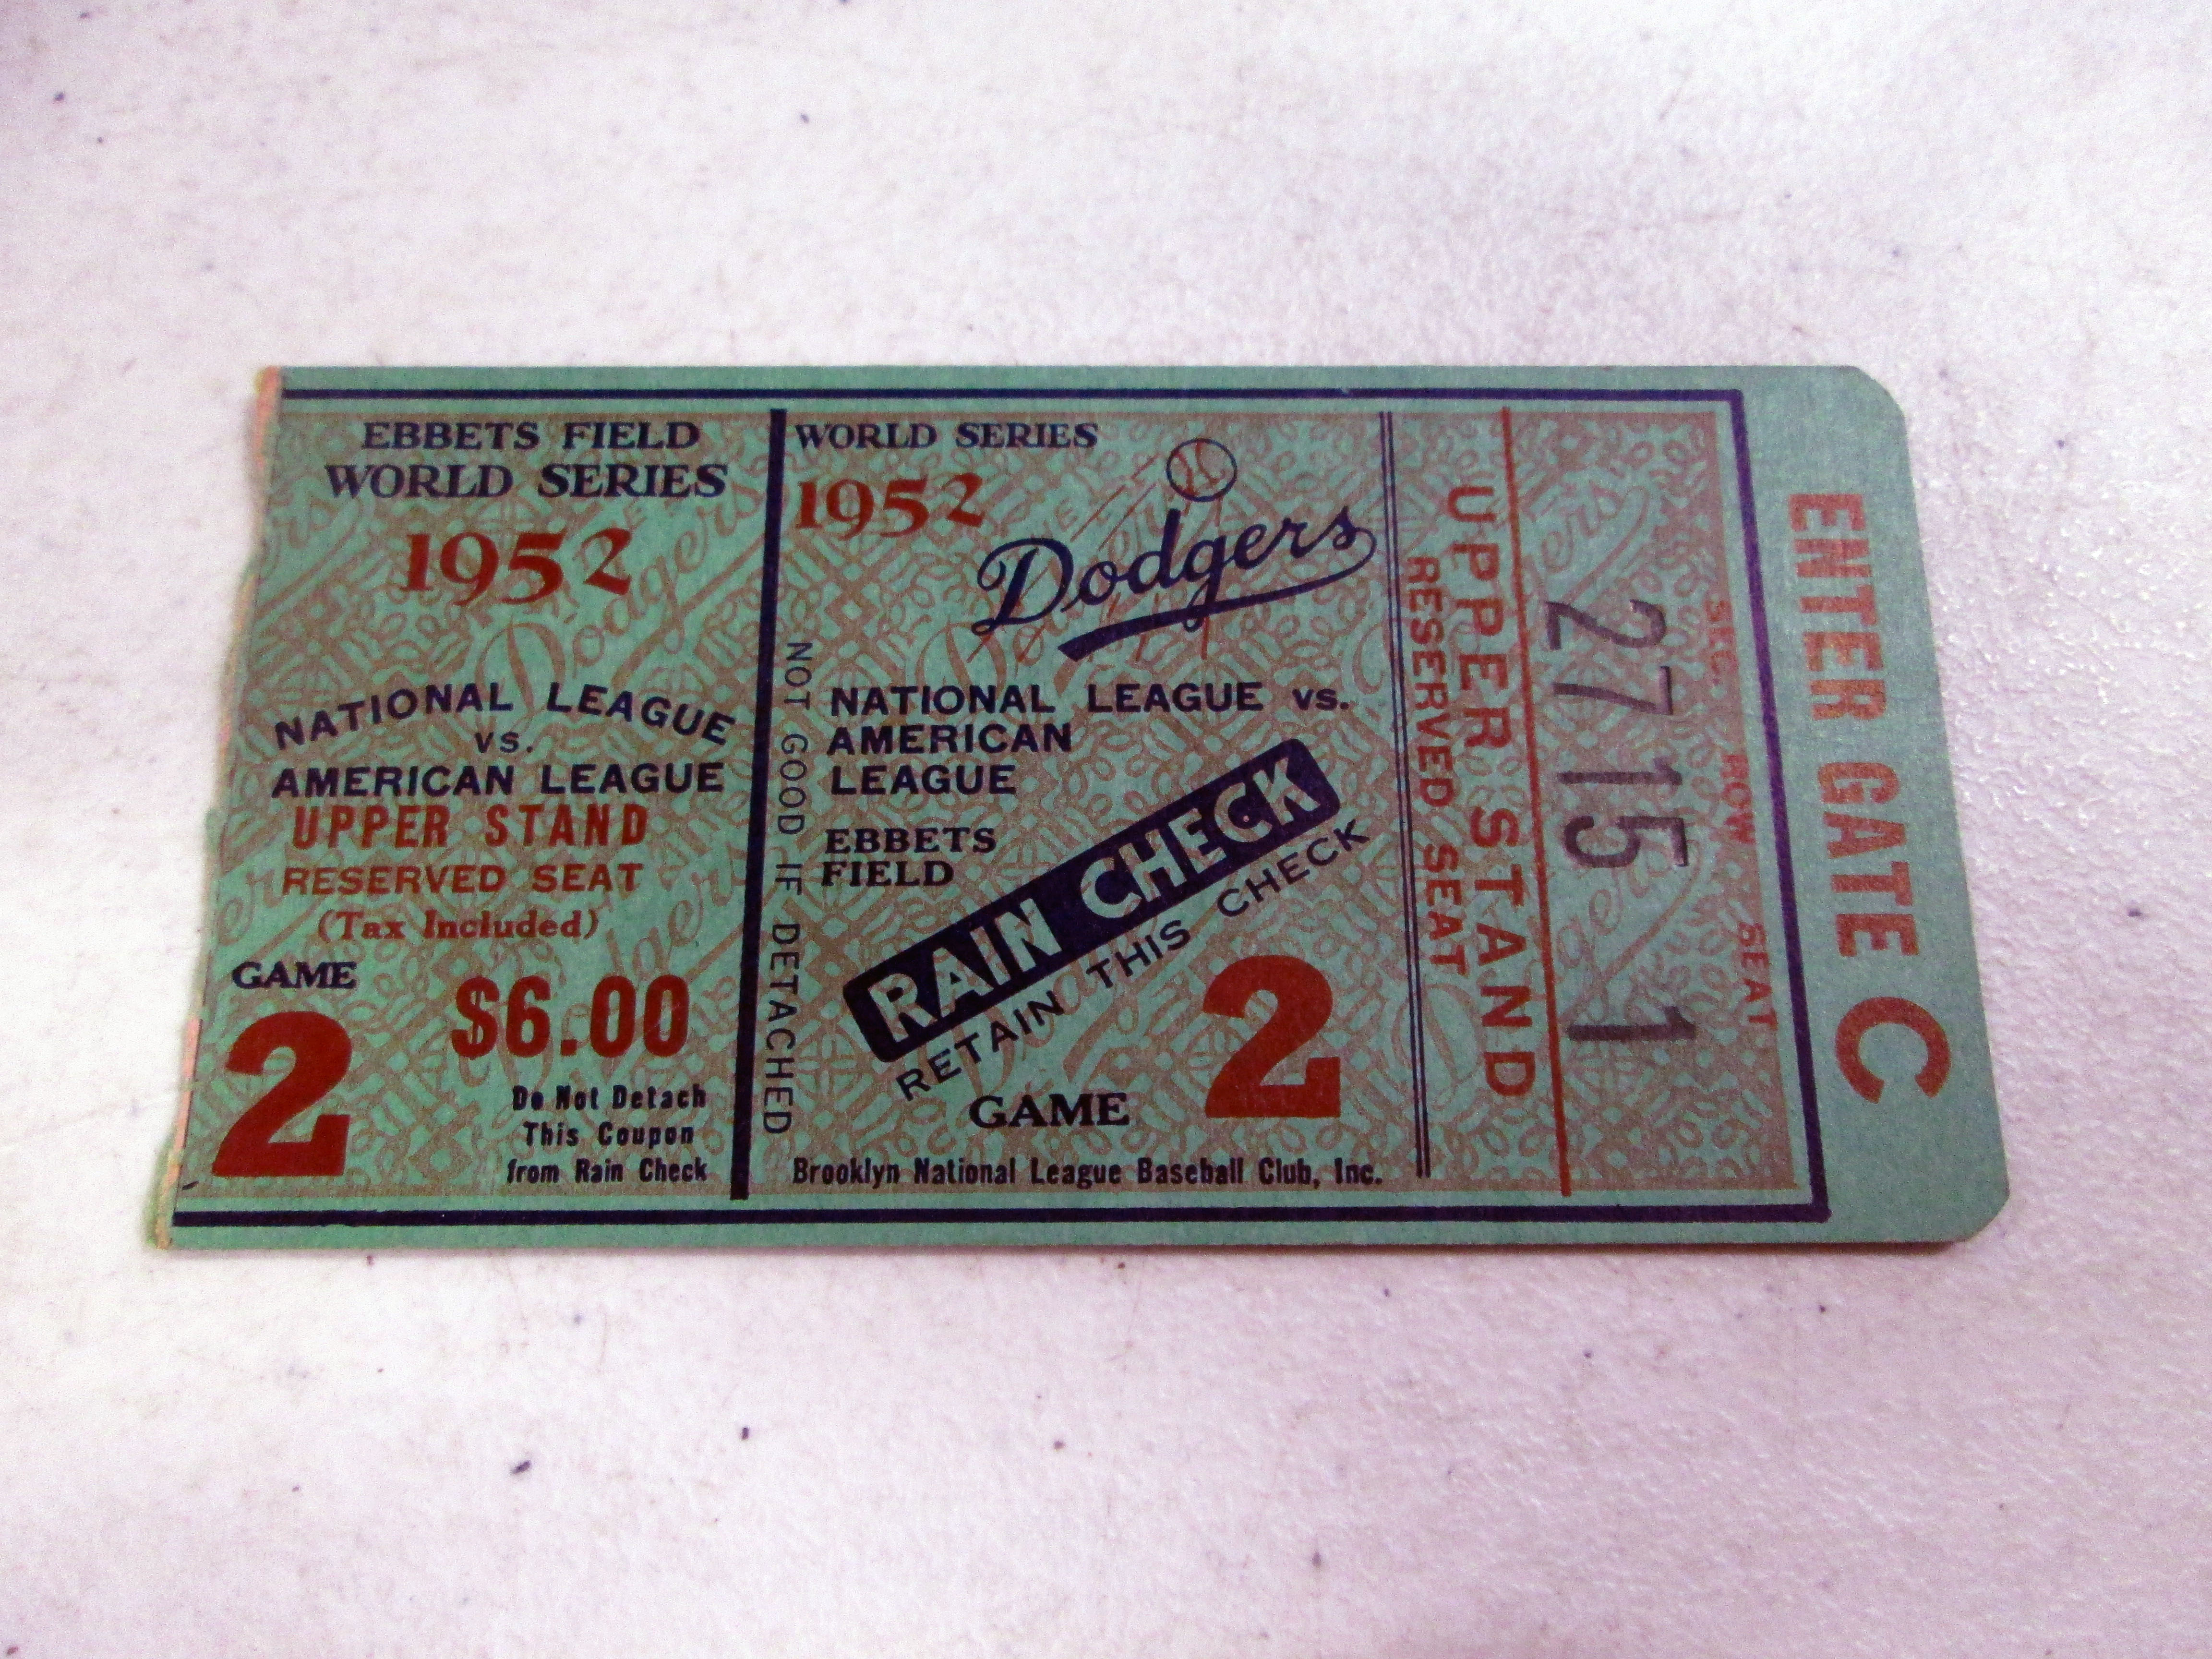 EBBETS FIELD
WORLD SERIES
1952
NATIONAL LEAGUE
VS.
AMERICAN LEAGUE
UPPER STAND
RESERVED SEAT
(Tax Included)
GAME
2
$6.00
Do Not Detach
This Coupon
from Rain Check
NOT GOOD IF DETACHED
WORLD SERIES
1952
Dodgers
NATIONAL LEAGUE VS.
AMERICAN
LEAGUE
EBBETS
FIELD
RAIN CHECK
RETAIN THIS CHECK
GAME
2
Brooklyn National League Baseball Club, Inc.
UPPER STAND
RESERVED SEAT
SEC. ROW SEAT
27 15 1
ENTER GATE C